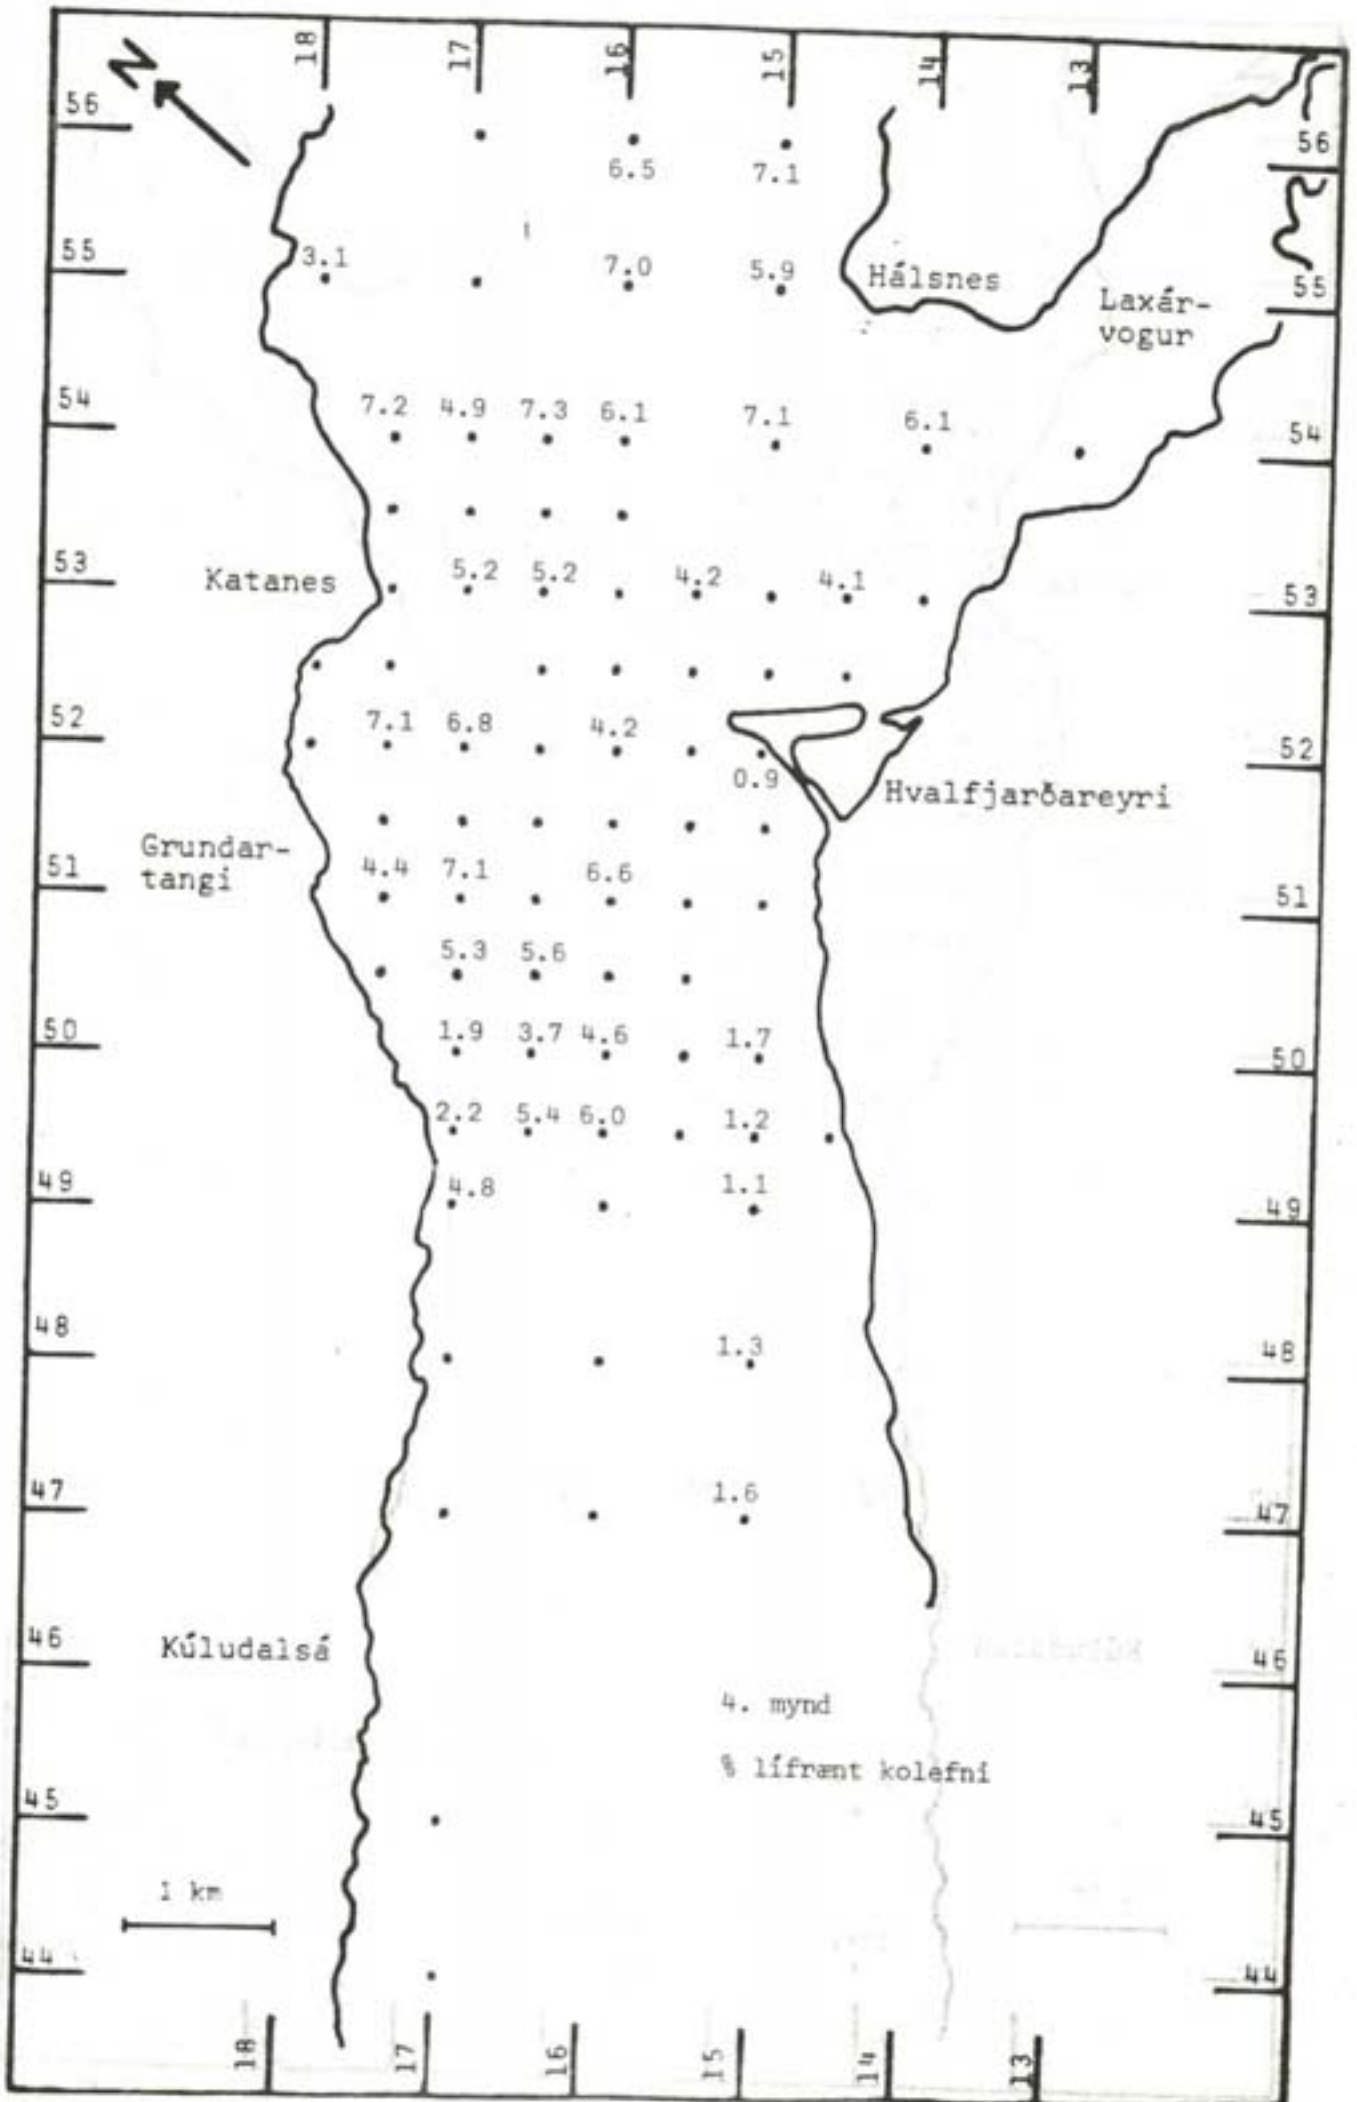 18 17 16 15 14 13
N
56 56
6.5 7.1
55 3.1 7.0 5.9 Hálsnes 55
Laxár-
vogur
54 7.2 4.9 7.3 6.1 7.1 6.1 54
53 Katanes 5.2 5.2 4.2 4.1 53
52 7.1 6.8 4.2 52
0.9 Hvalfjarðareyri
Grundar-
tangi
51 4.4 7.1 6.6 51
5.3 5.6
50 1.9 3.7 4.6 1.7 50
2.2 5.4 6.0 1.2
49 4.8 1.1 49
48 1.3 48
47 1.6 47
46 Kúludalsá 46
4. mynd
% lífrænt kolefni
45 45
1 km
44 44
18 17 16 15 14 13